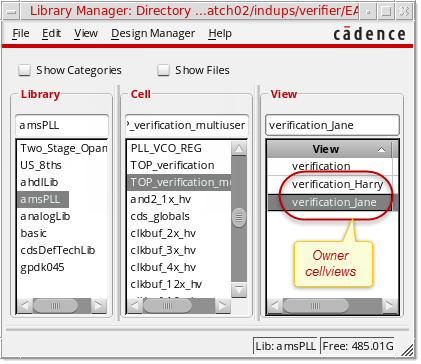 Library Manager: Directory ...atch02/indups/verifier/EA
File Edit View Design Manager Help
cādence
Show Categories Show Files
Library
amsPLL
Two_Stage_Opan
US_8ths
ahdlLib
amsPLL
analogLib
basic
cdsDefTechLib
gpdk045
Cell
_verification_multiuser
PLL_VCO_REG
TOP_verification
TOP_verification_mu
and2_1x_hv
cds_globals
clkbuf_2x_hv
clkbuf_3x_hv
clkbuf_4x_hv
clkbuf_12x_hv
View
verification_Jane
View
verification
verification_Harry
verification_Jane
Owner
cellviews
Lib: amsPLL Free: 485.01G